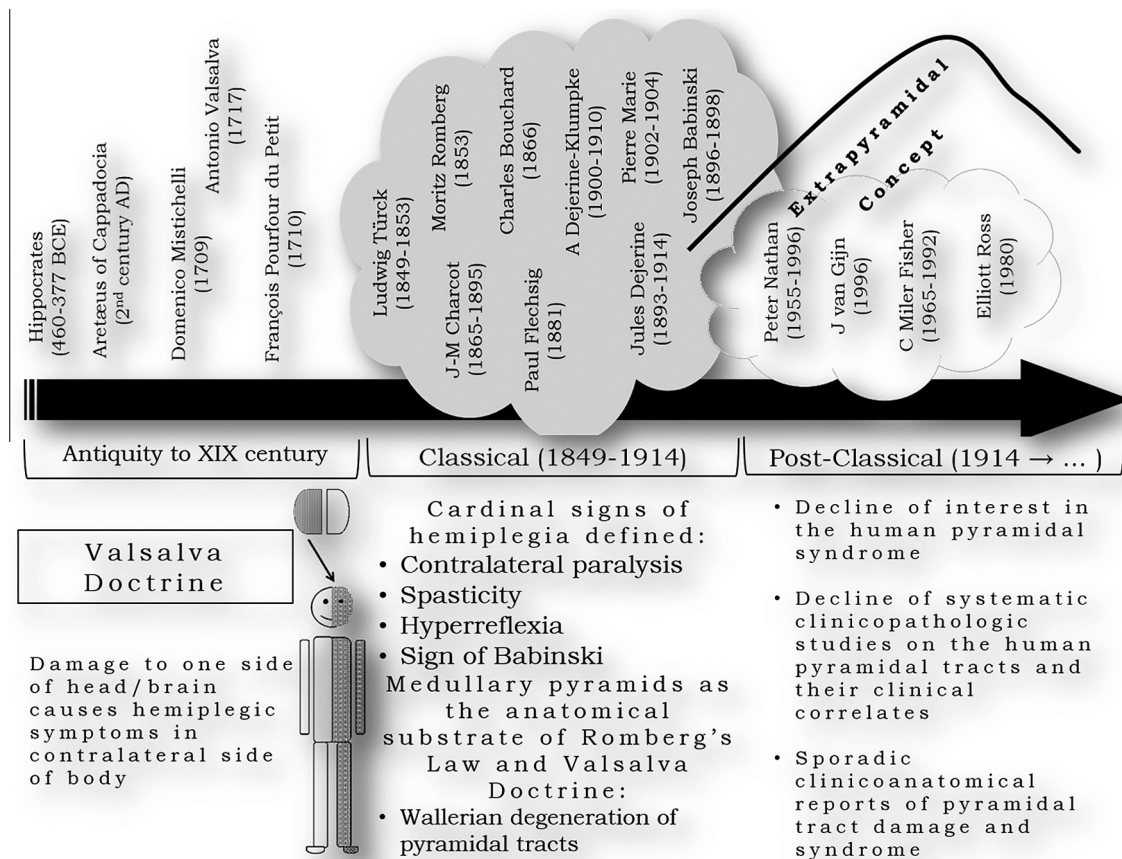 Hippocrates
(460-377 BCE)
Aretæus of Cappadocia
(2nd century AD)
Domenico Mistichelli
(1709)
Antonio Valsalva
(1717)
François Pourfour du Petit
(1710)
Ludwig Türck
(1849-1853)
Moritz Romberg
(1853)
J-M Charcot
(1865-1895)
Charles Bouchard
(1866)
Paul Flechsig
(1881)
A Dejerine-Klumpke
(1900-1910)
Pierre Marie
(1902-1904)
Jules Dejerine
(1893-1914)
Joseph Babinski
(1896-1898)
Extrapyramidal
Concept
Peter Nathan
(1955-1996)
J van Gijn
(1996)
C Miler Fisher
(1965-1992)
Elliott Ross
(1980)
Antiquity to XIX century
Classical (1849-1914)
Post-Classical (1914 → ... )
Valsalva
Doctrine
Damage to one side
of head/brain
causes hemiplegic
symptoms in
contralateral side
of body
Cardinal signs of
hemiplegia defined:
• Contralateral paralysis
• Spasticity
• Hyperreflexia
• Sign of Babinski
Medullary pyramids as
the anatomical
substrate of Romberg's
Law and Valsalva
Doctrine:
• Wallerian degeneration of
pyramidal tracts
• Decline of interest in
the human pyramidal
syndrome
• Decline of systematic
clinicopathologic
studies on the human
pyramidal tracts and
their clinical
correlates
• Sporadic
clinicoanatomical
reports of pyramidal
tract damage and
syndrome